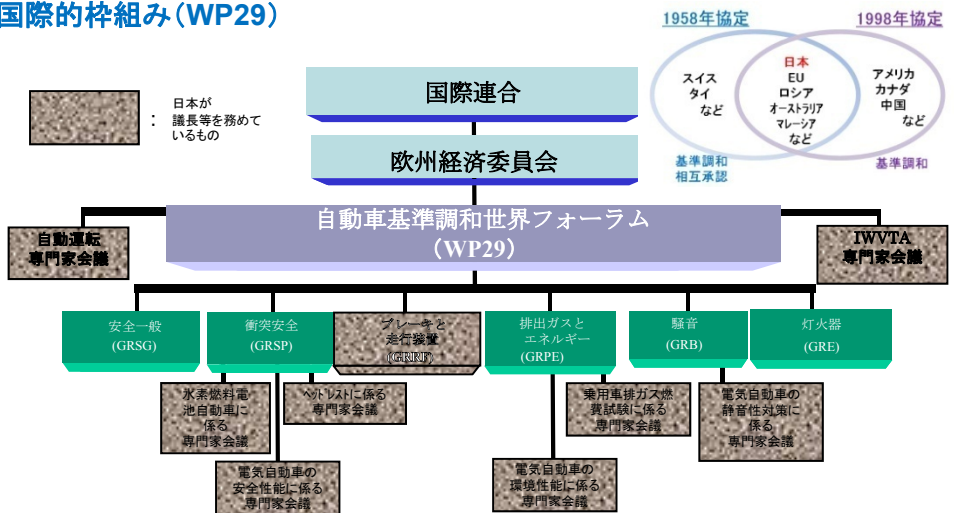 国際的枠組み(WP29)
日本が
：議長等を務めて
いるもの
国際連合
欧州経済委員会
自動車基準調和世界フォーラム
(WP29)
1958年協定
1998年協定
スイス
タイ
など
日本
EU
ロシア
オーストラリア
マレーシア
など
アメリカ
カナダ
中国
など
基準調和
相互承認
基準調和
自動運転
専門家会議
IWVTA
専門家会議
安全一般
(GRSG)
衝突安全
(GRSP)
ブレーキと
走行装置
(GRRF)
排出ガスと
エネルギー
(GRPE)
騒音
(GRB)
灯火器
(GRE)
水素燃料電
池自動車に
係る
専門家会議
ヘッドレストに係る
専門家会議
乗用車排ガス燃
費試験に係る
専門家会議
電気自動車の
静音性対策に
係る
専門家会議
電気自動車の
安全性能に係る
専門家会議
電気自動車の
環境性能に係る
専門家会議